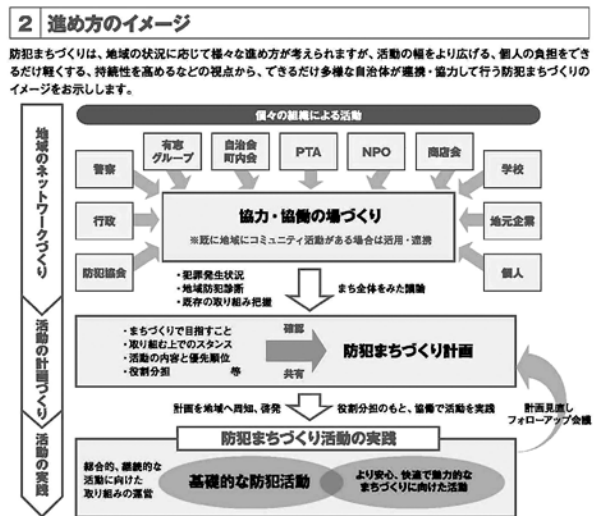 2 進め方のイメージ
防犯まちづくりは、地域の状況に応じて様々な進め方が考えられますが、活動の幅をより広げる、個人の負担をでき
るだけ軽くする、持続性を高めるなどの視点から、できるだけ多様な自治体が連携・協力して行う防犯まちづくりの
イメージをお示しします。
個々の組織による活動
地域のネットワークづくり
警察
有志
グループ
自治会
町内会
PTA
NPO
商店会
学校
行政
協力・協働の場づくり
※既に地域にコミュニティ活動がある場合は活用・連携
地元企業
防犯協会
個人
・犯罪発生状況
・地域防犯診断
・既存の取り組み把握
まち全体をみた議論
活動の計画づくり
・まちづくりで目指すこと
・取り組む上でのスタンス
・活動の内容と優先順位
・役割分担 等
確認
共有
防犯まちづくり計画
計画を地域へ周知、啓発
役割分担のもと、協働で活動を実践
計画見直し
フォローアップ会議
活動の実践
防犯まちづくり活動の実践
総合的、継続的な
活動に向けた
取り組みの運営
基礎的な防犯活動
より安心、快適で魅力的な
まちづくりに向けた活動